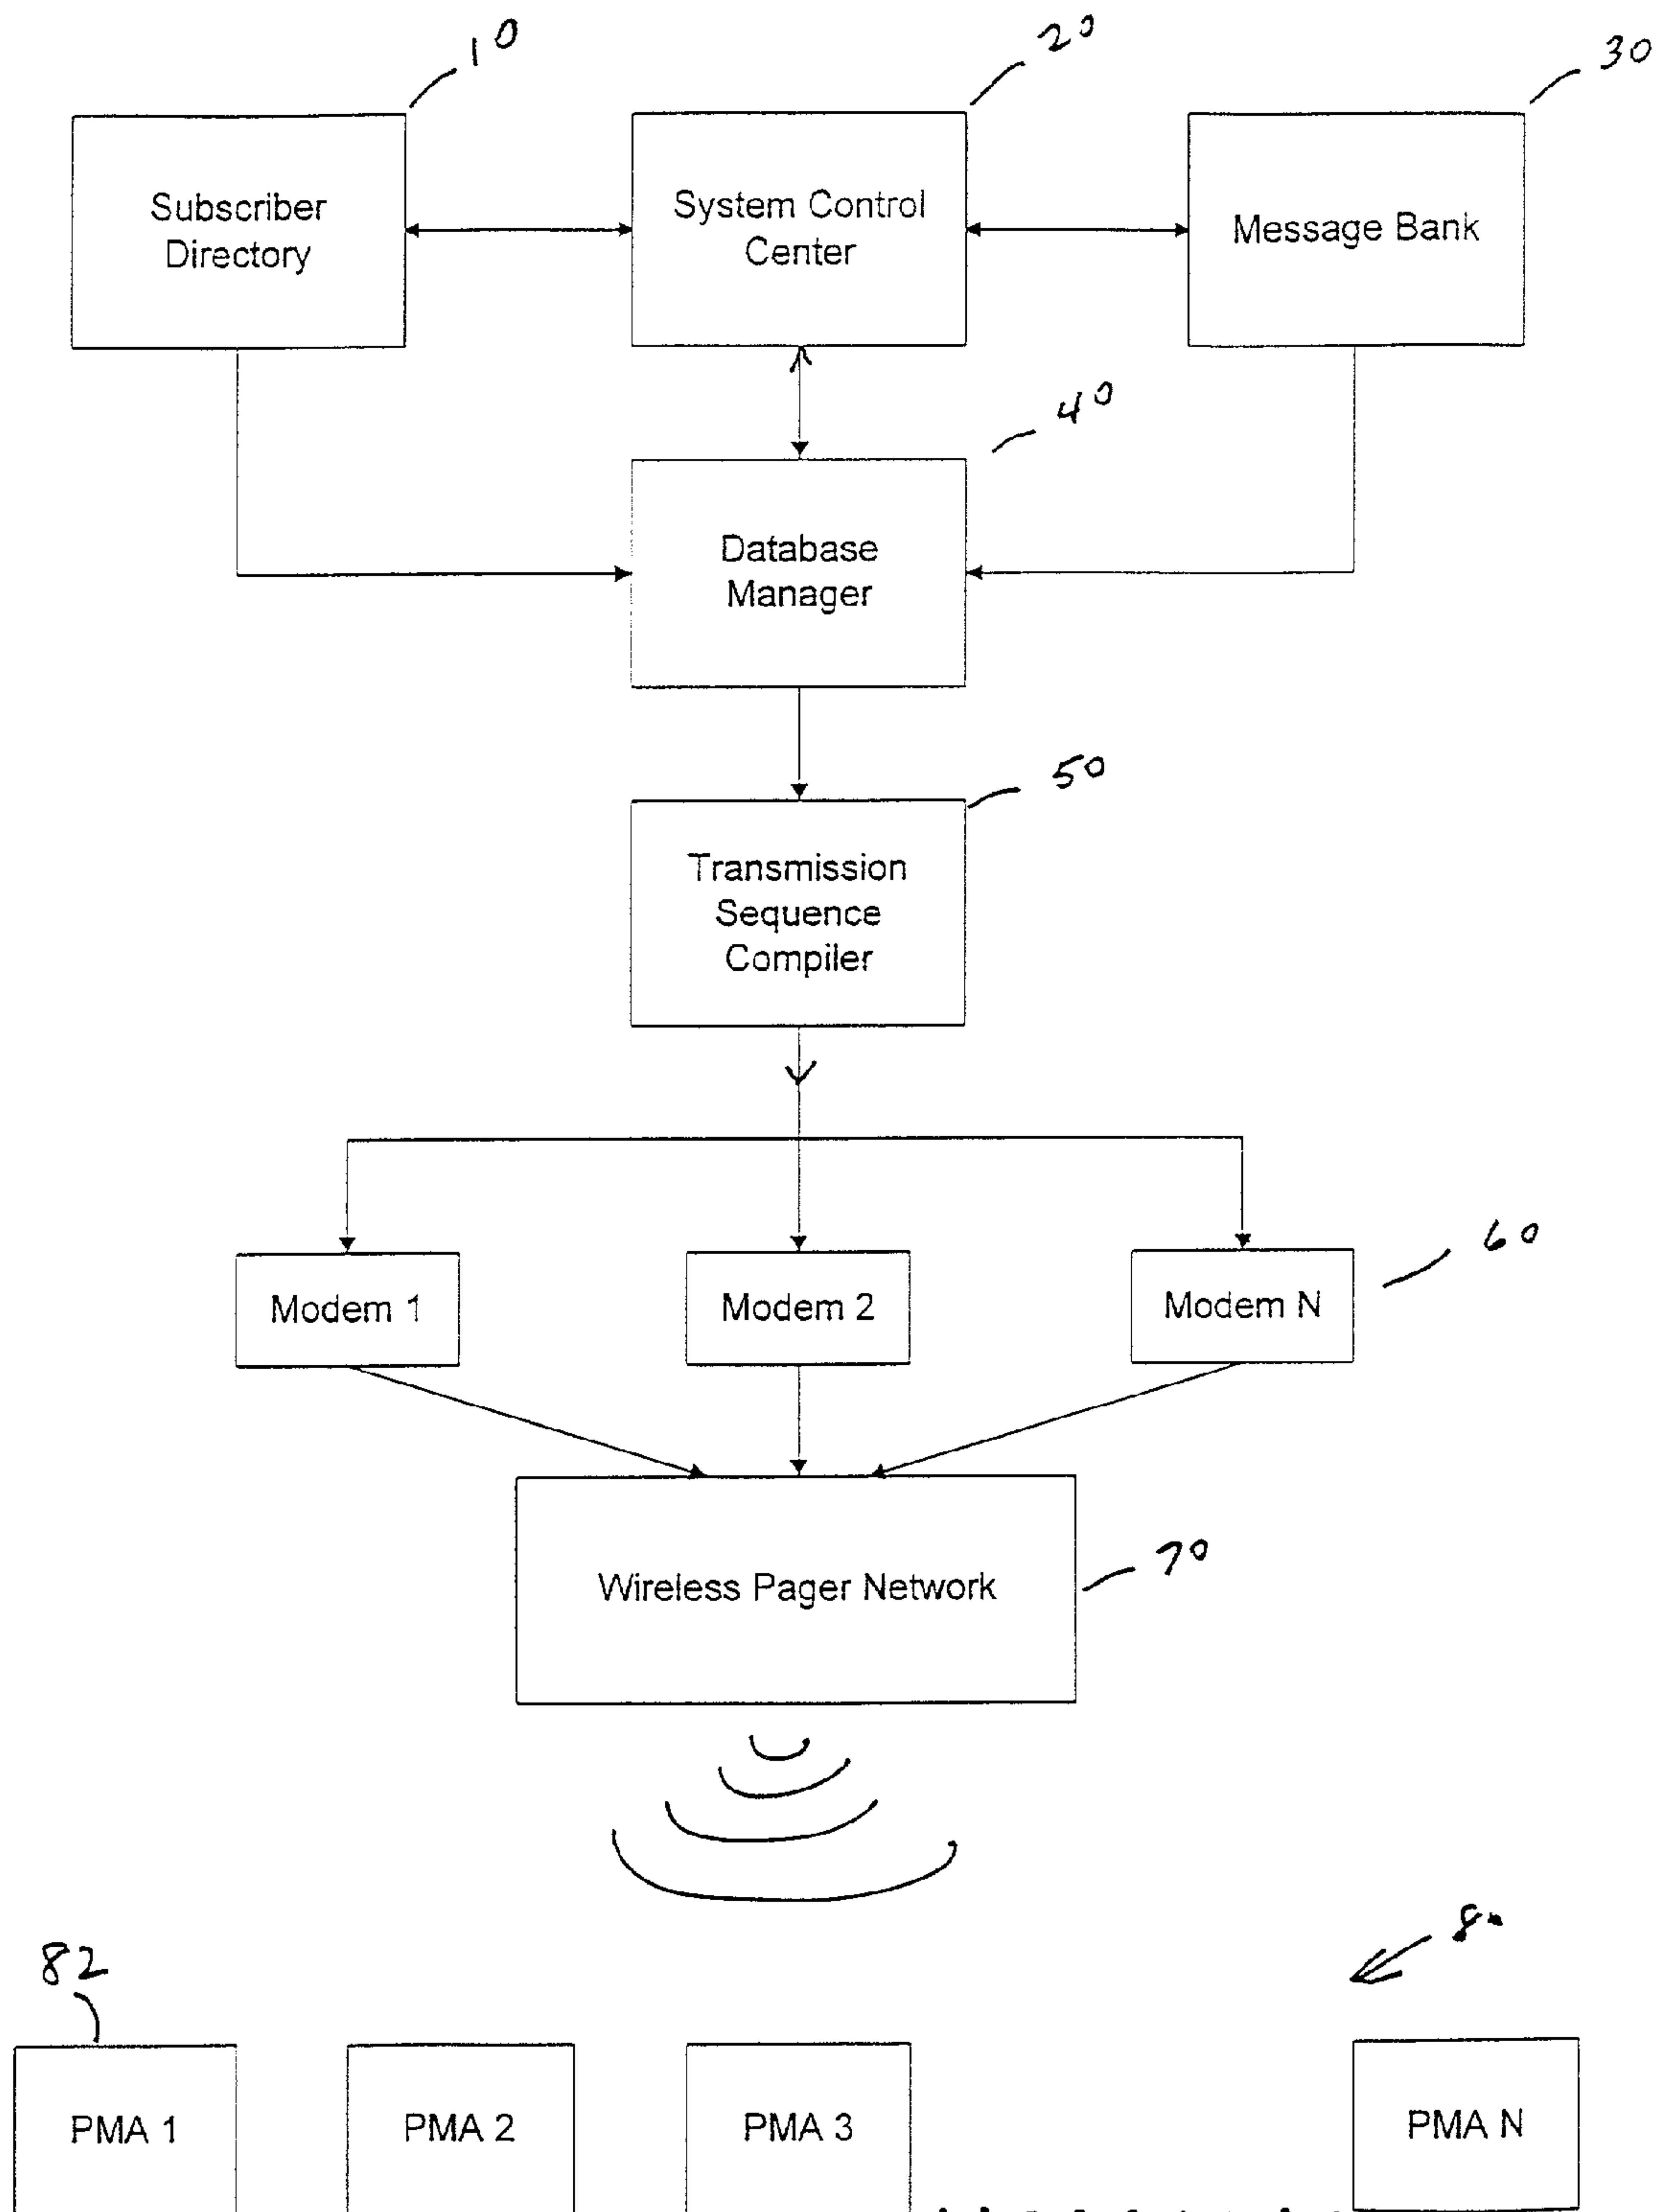 10
20
30
Subscriber
Directory
System Control
Center
Message Bank
40
Database
Manager
50
Transmission
Sequence
Compiler
60
Modem 1
Modem 2
Modem N
70
Wireless Pager Network
82
PMA 1
PMA 2
PMA 3
PMA N